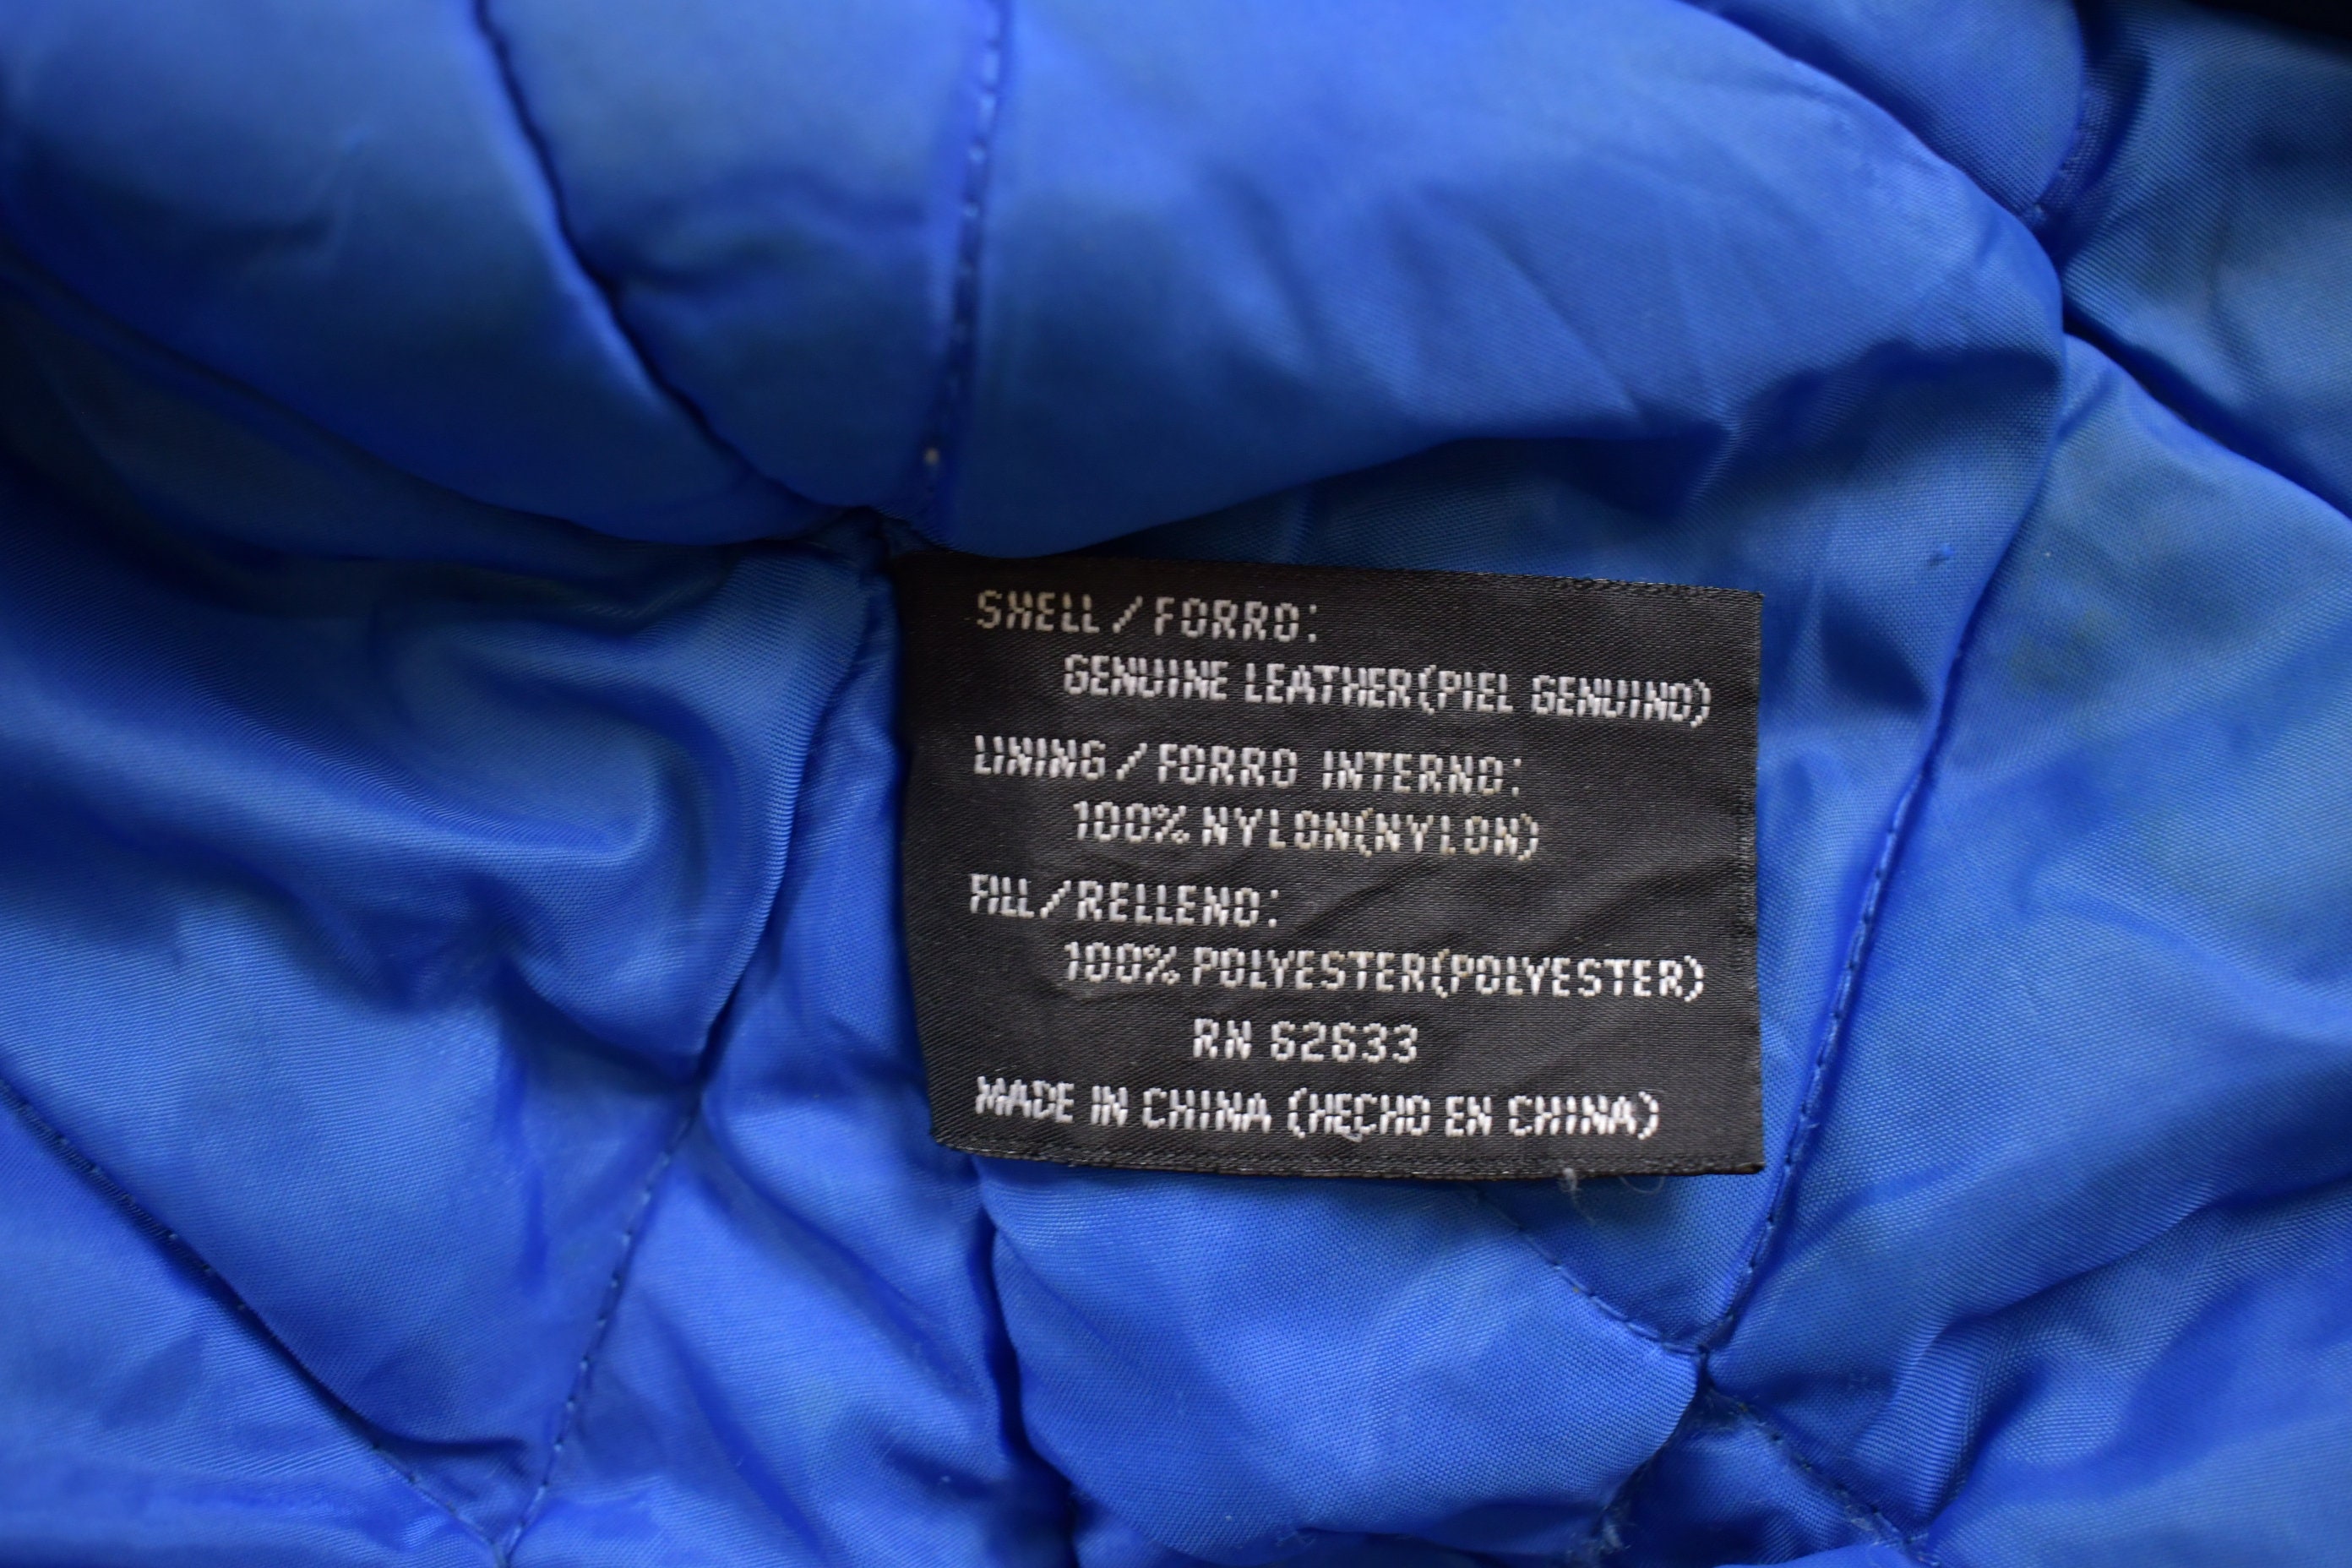 SHELL/FORRO:
GENUINE LEATHER(PIEL GENUINO)
LINING/FORRO INTERNO:
100% NYLON(NYLON)
FILL/RELLENO:
100% POLYESTER(POLYESTER)
RN 62633
MADE IN CHINA (HECHO EN CHINA)